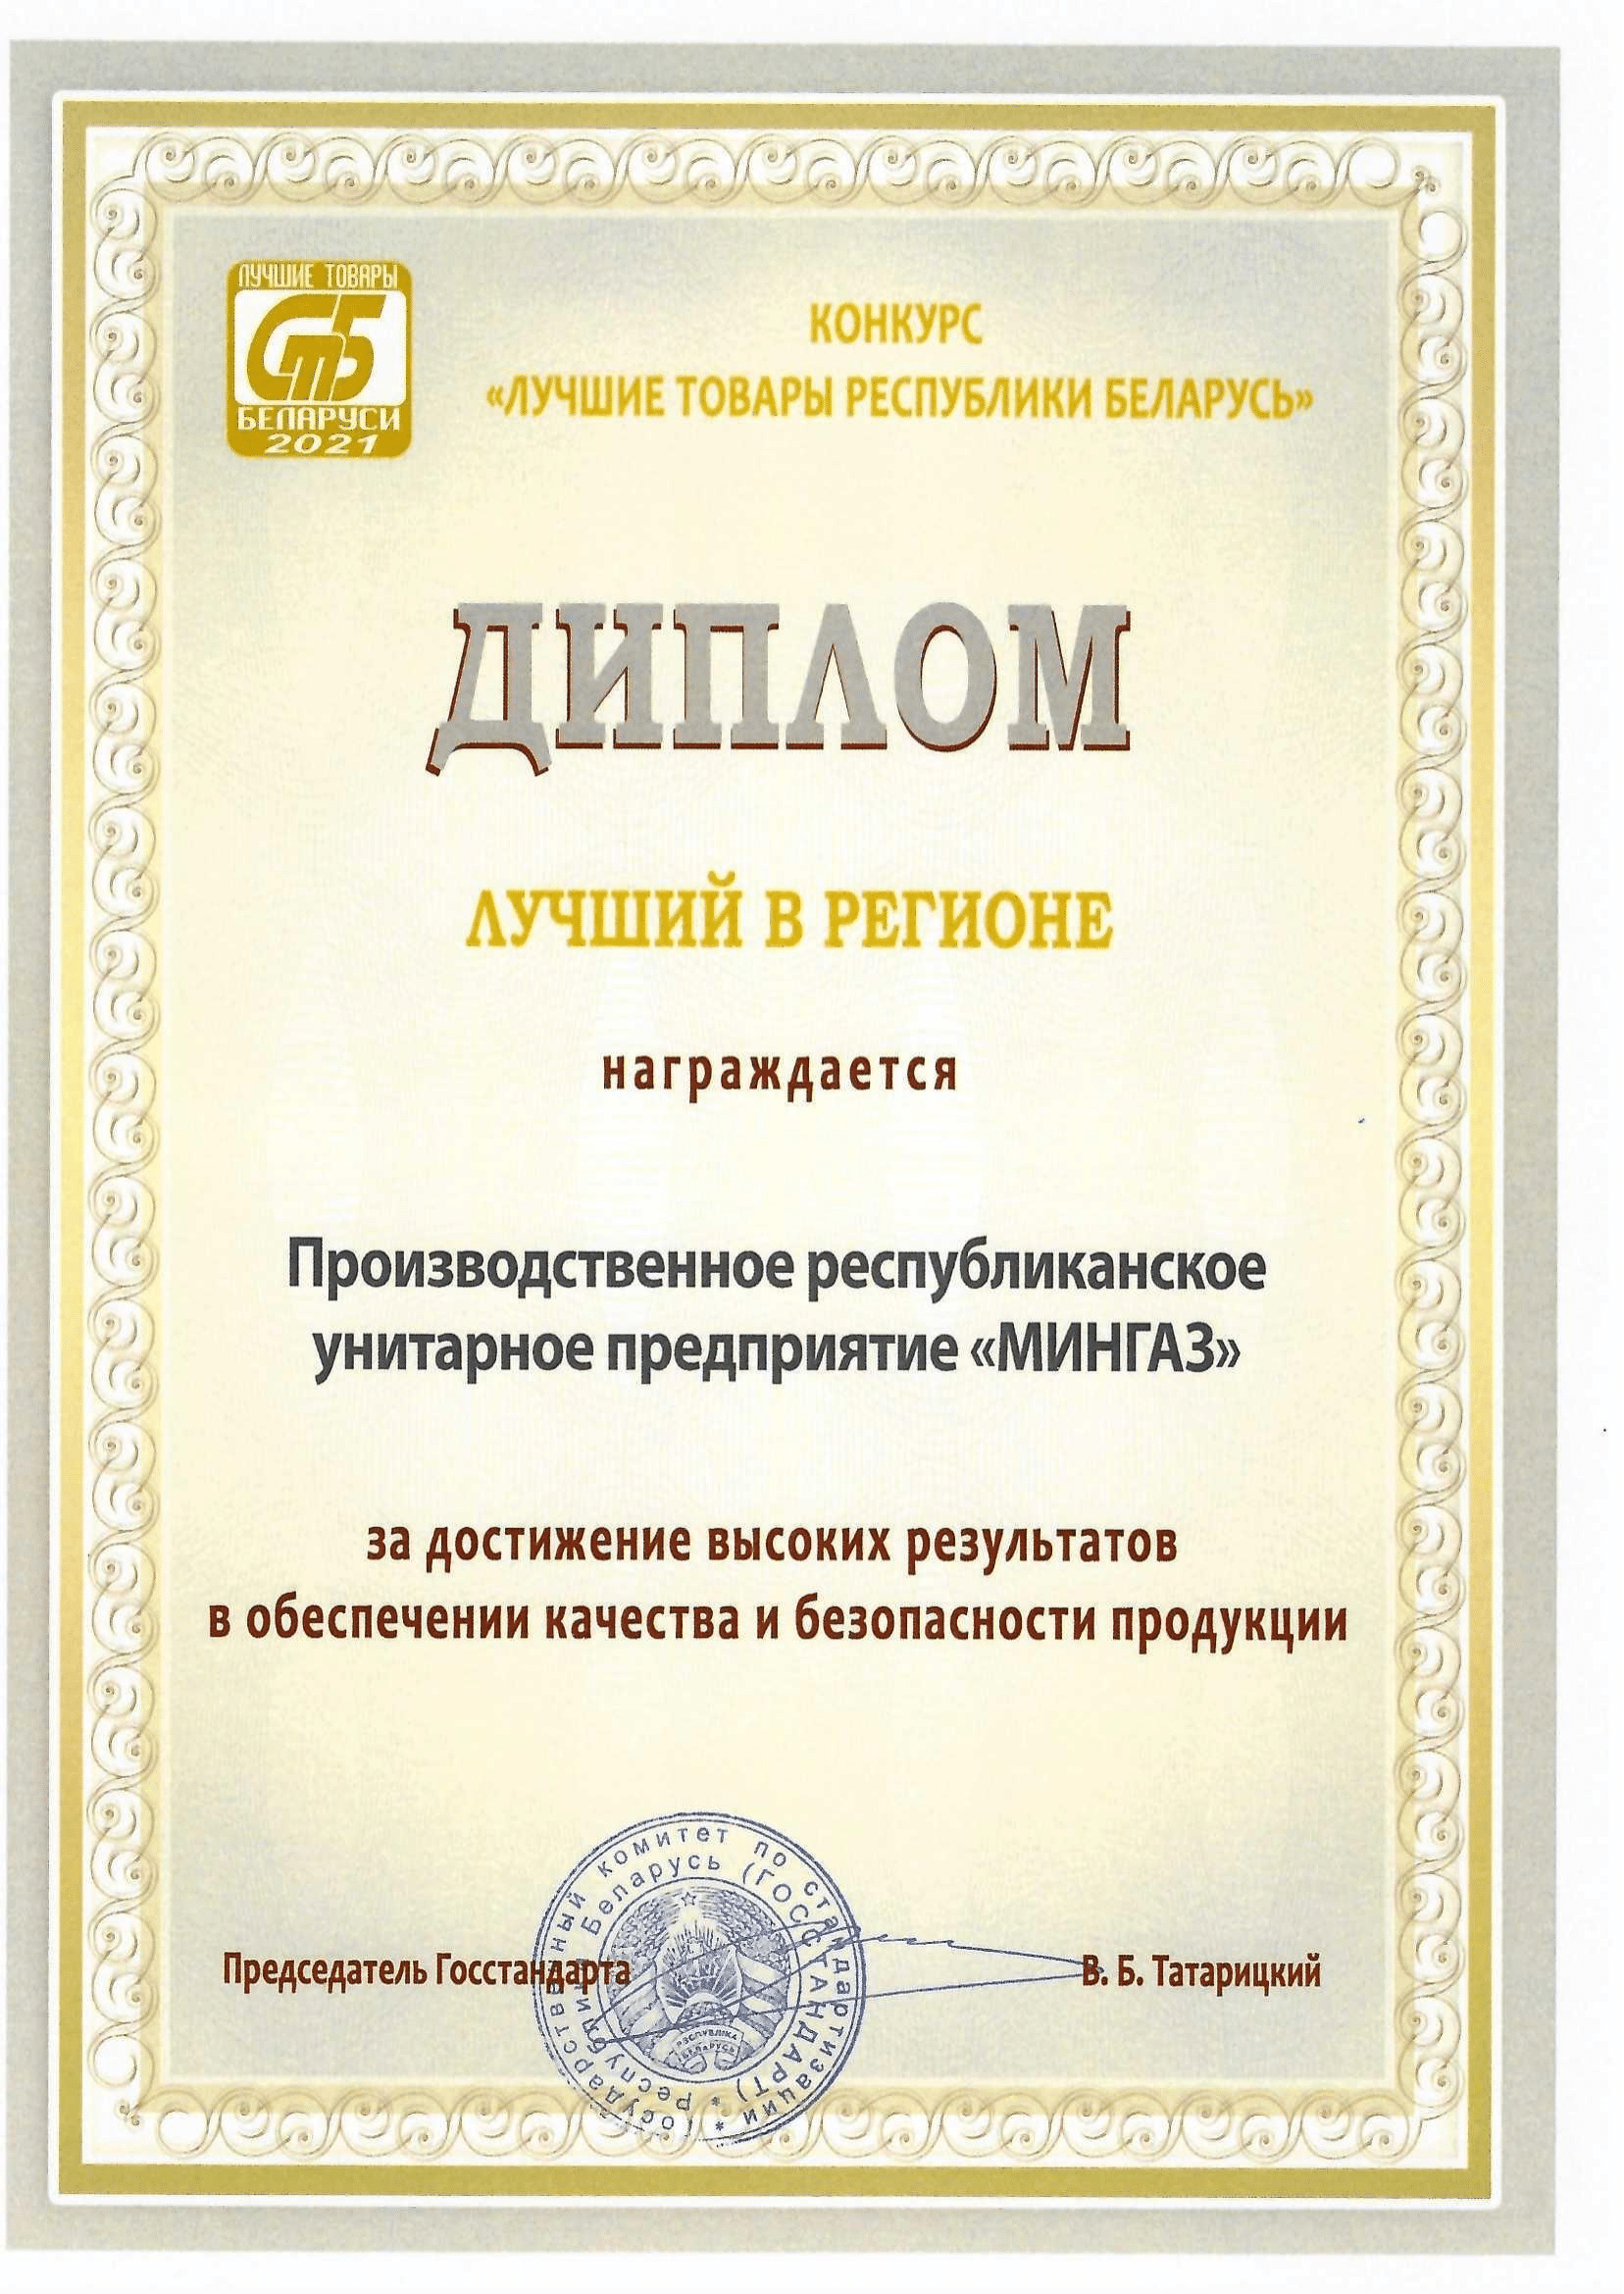 ЛУЧШИЕ ТОВАРЫ
СТБ
БЕЛАРУСИ
2021
КОНКУРС
«ЛУЧШИЕ ТОВАРЫ РЕСПУБЛИКИ БЕЛАРУСЬ»
ДИПЛОМ
ЛУЧШИЙ В РЕГИОНЕ
награждается
Производственное республиканское
унитарное предприятие «МИНГАЗ»
за достижение высоких результатов
в обеспечении качества и безопасности продукции
Председатель Госстандарта
В. Б. Татарицкий
Государственный комитет по стандартизации *
Республики Беларусь (ГОССТАНДАРТ) *
РЭСПУБЛІКА
БЕЛАРУСЬ